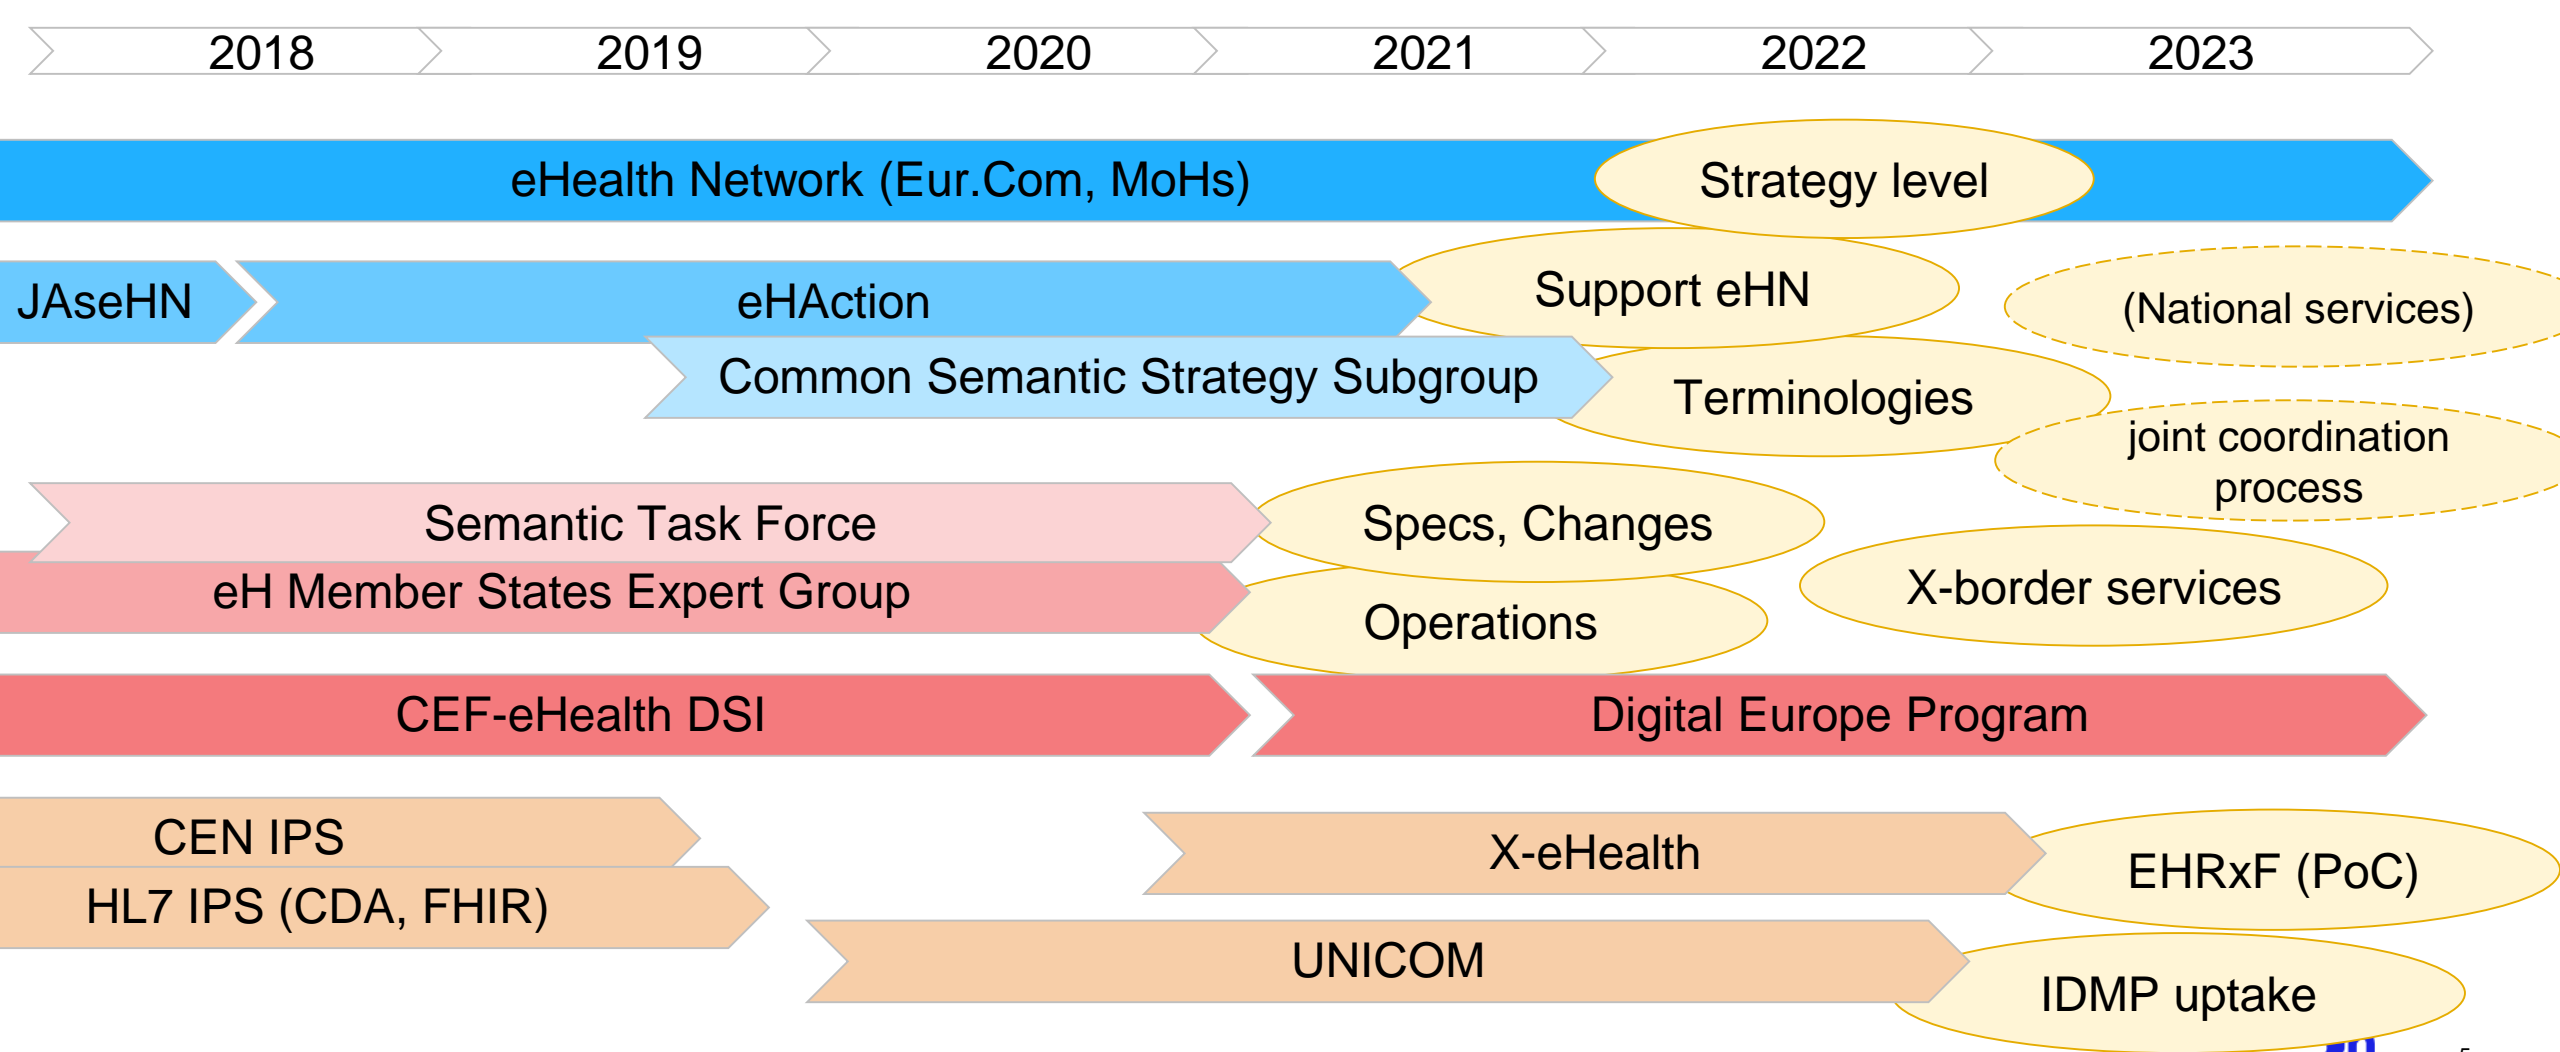 2018 2019 2020 2021 2022 2023
eHealth Network (Eur.Com, MoHs)
Strategy level
JAseHN
eHAction
Support eHN
(National services)
Common Semantic Strategy Subgroup
Terminologies
joint coordination
process
Semantic Task Force
Specs, Changes
eH Member States Expert Group
Operations
X-border services
CEF-eHealth DSI
Digital Europe Program
CEN IPS
X-eHealth
EHRxF (PoC)
HL7 IPS (CDA, FHIR)
UNICOM
IDMP uptake